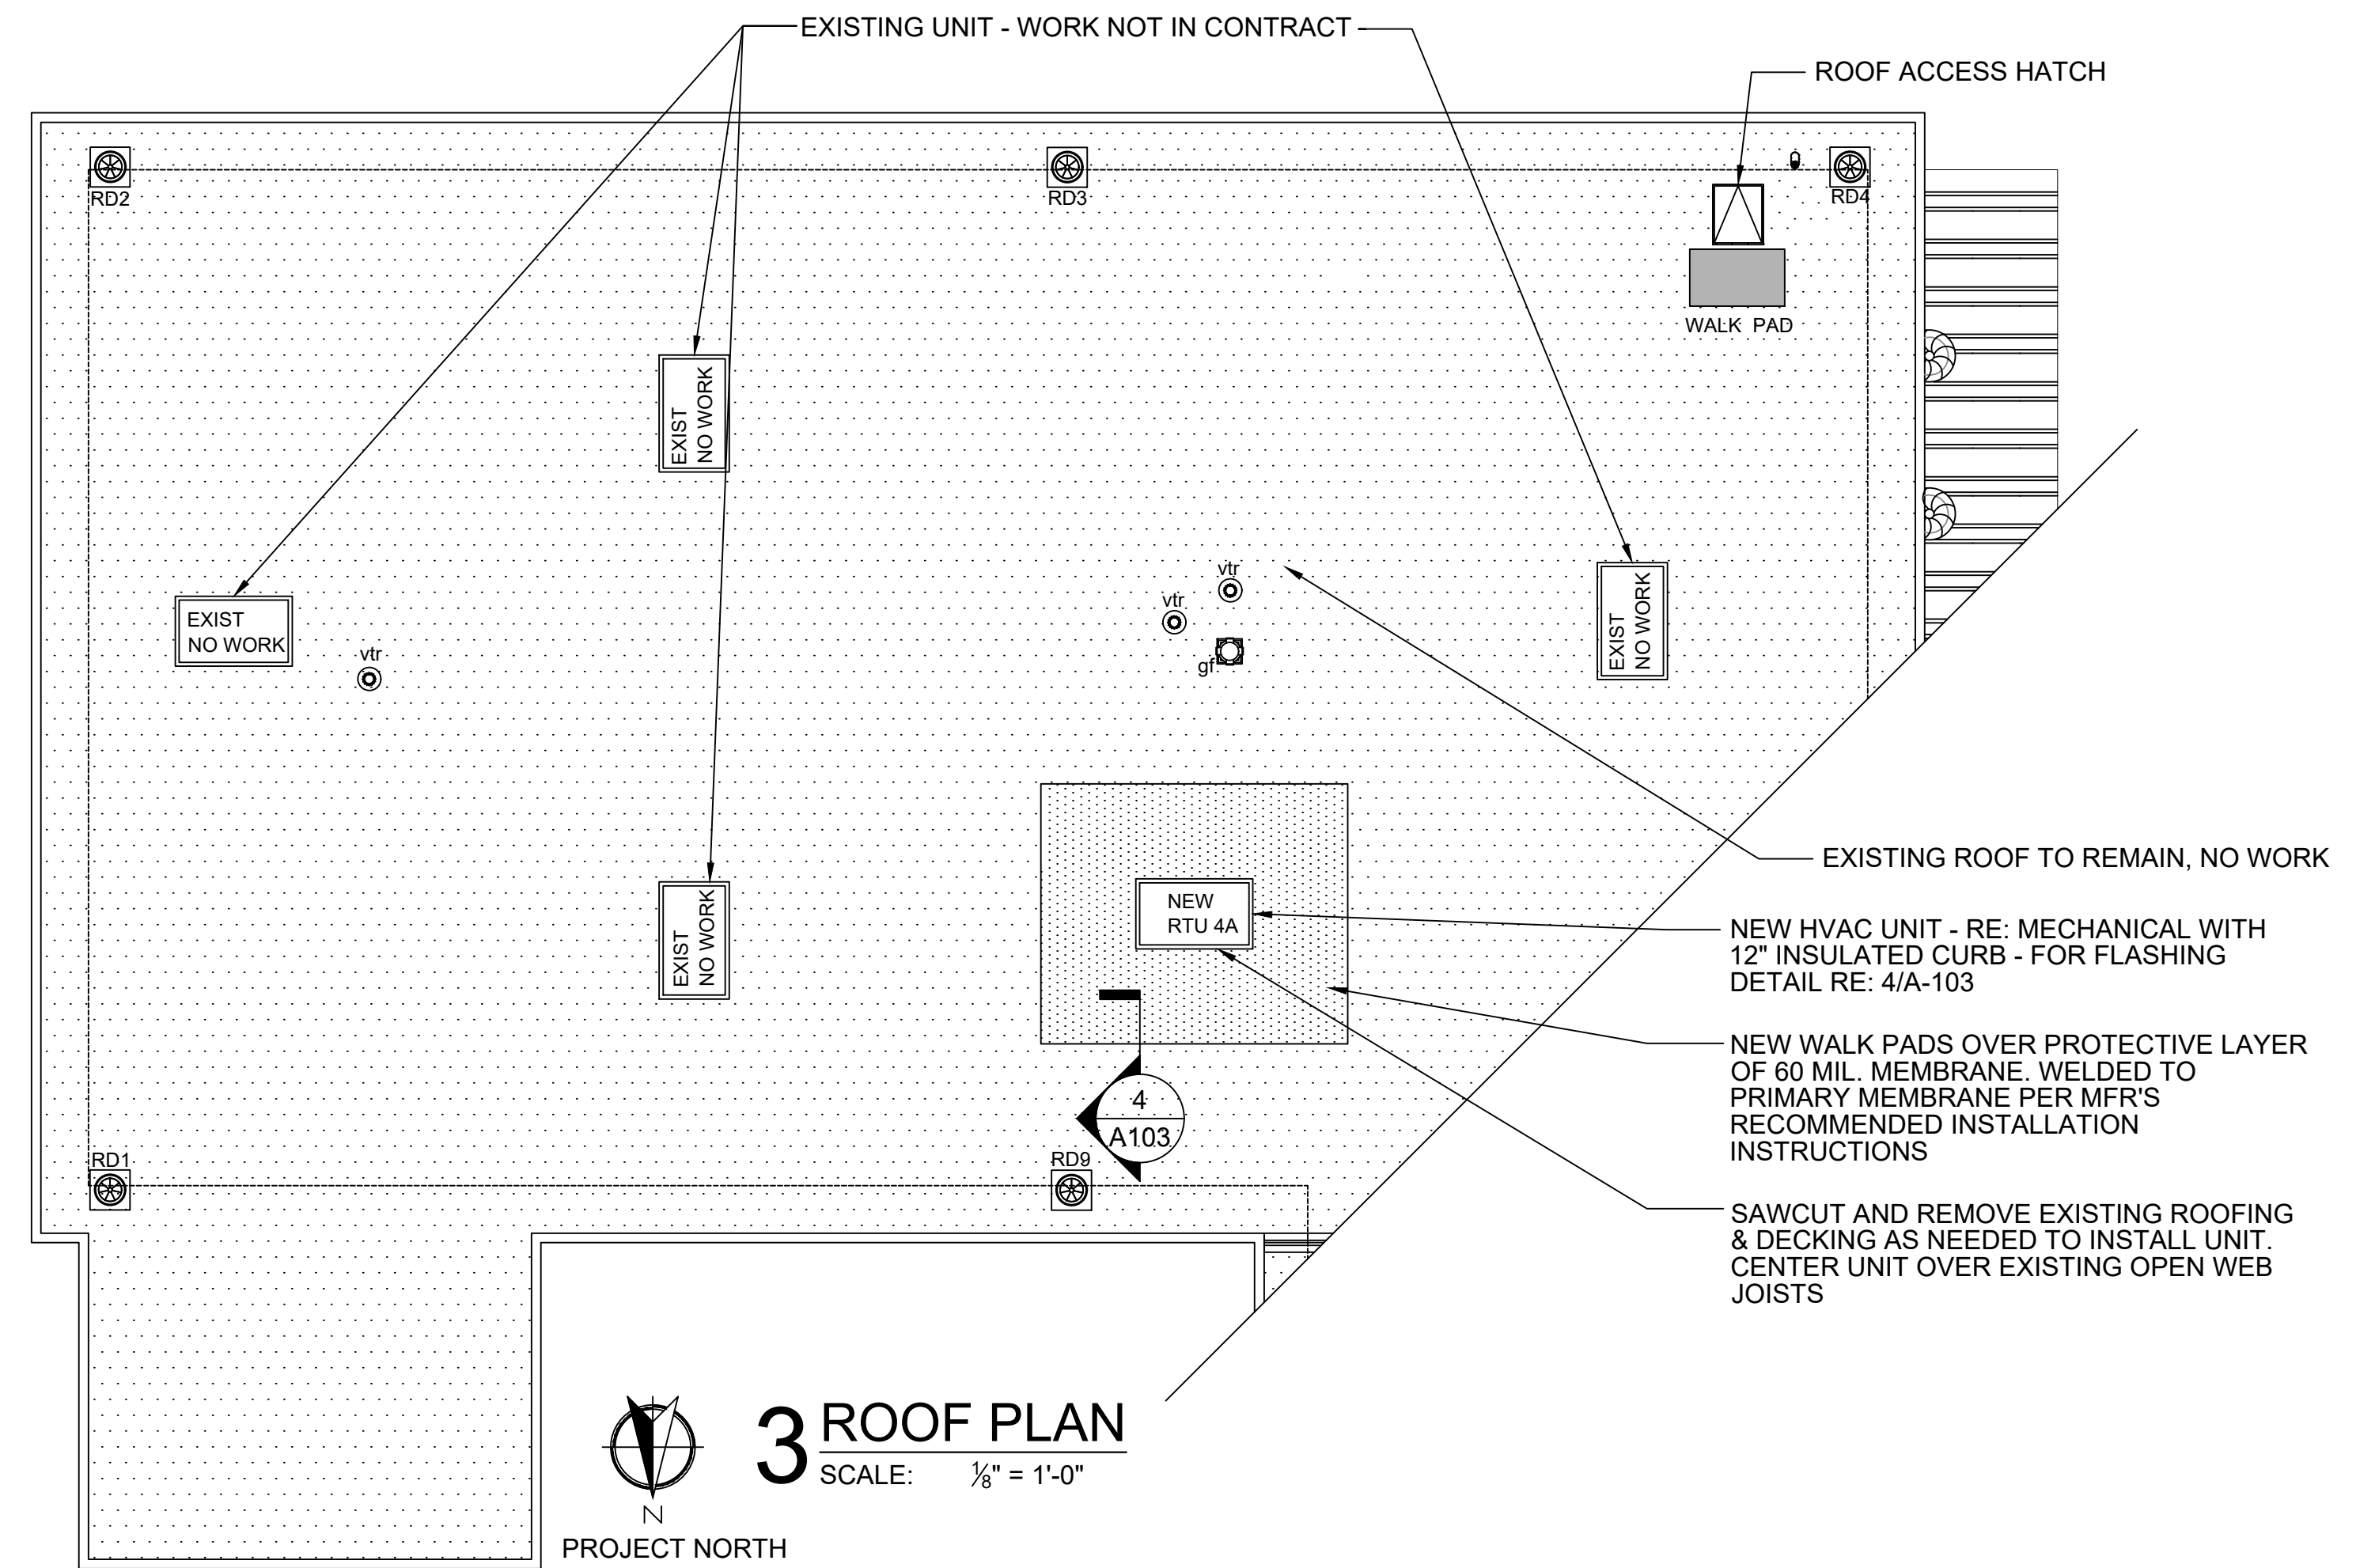 EXISTING UNIT - WORK NOT IN CONTRACT
ROOF ACCESS HATCH
RD2
RD3
RD4
WALK PAD
EXIST
NO WORK
EXIST
NO WORK
vtr
vtr
gf
EXIST
NO WORK
vtr
EXIST
NO WORK
EXISTING ROOF TO REMAIN, NO WORK
NEW
RTU 4A
EXIST
NO WORK
NEW HVAC UNIT - RE: MECHANICAL WITH
12" INSULATED CURB - FOR FLASHING
DETAIL RE: 4/A-103
NEW WALK PADS OVER PROTECTIVE LAYER
OF 60 MIL. MEMBRANE. WELDED TO
PRIMARY MEMBRANE PER MFR'S
RECOMMENDED INSTALLATION
INSTRUCTIONS
4
A103
RD1
RD9
SAWCUT AND REMOVE EXISTING ROOFING
& DECKING AS NEEDED TO INSTALL UNIT.
CENTER UNIT OVER EXISTING OPEN WEB
JOISTS
3 ROOF PLAN
SCALE: ⅛" = 1'-0"
N
PROJECT NORTH